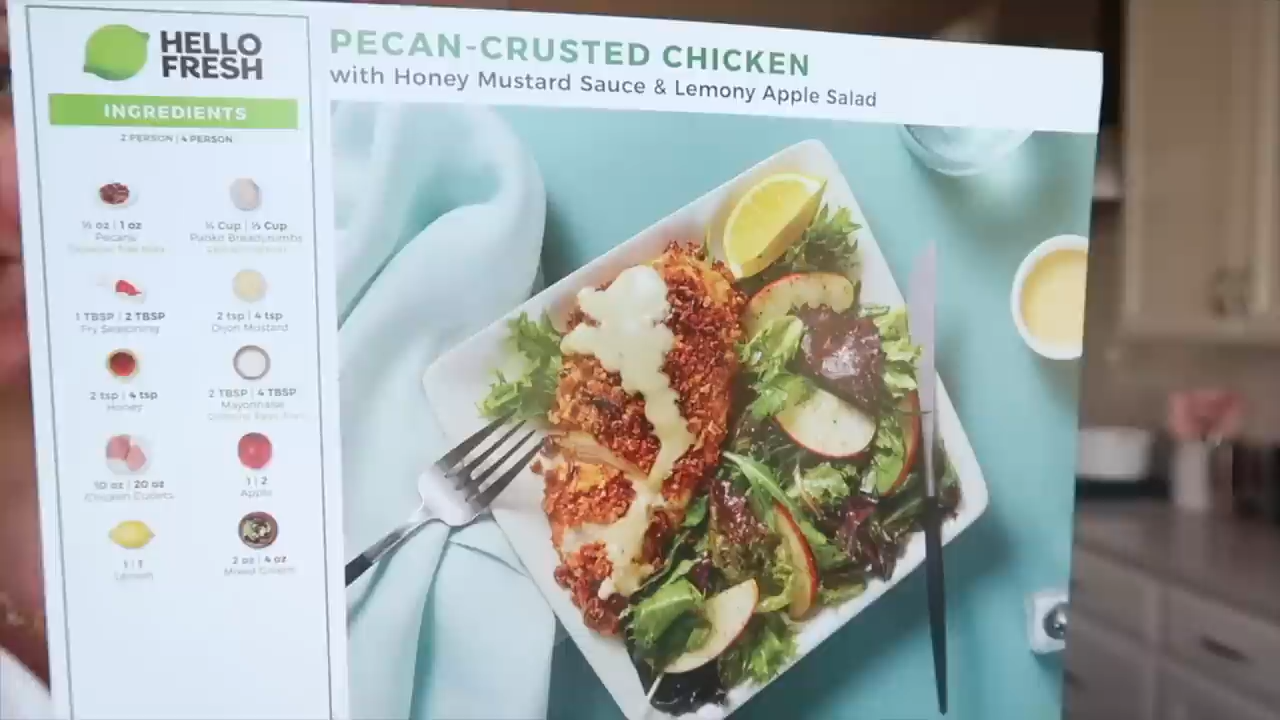 HELLO
FRESH
INGREDIENTS
2 PERSON | 4 PERSON
½ oz | 1 oz
Pecans
¼ Cup | ½ Cup
Panko Breadcrumbs
1 TBSP | 2 TBSP
Fry Seasoning
2 tsp | 4 tsp
Dijon Mustard
2 tsp | 4 tsp
Honey
2 TBSP | 4 TBSP
Mayonnaise
10 oz | 20 oz
Chicken Cutlets
1 | 2
Apple
1 | 1
Lemon
2 oz | 4 oz
Mixed Greens
PECAN-CRUSTED CHICKEN
with Honey Mustard Sauce & Lemony Apple Salad